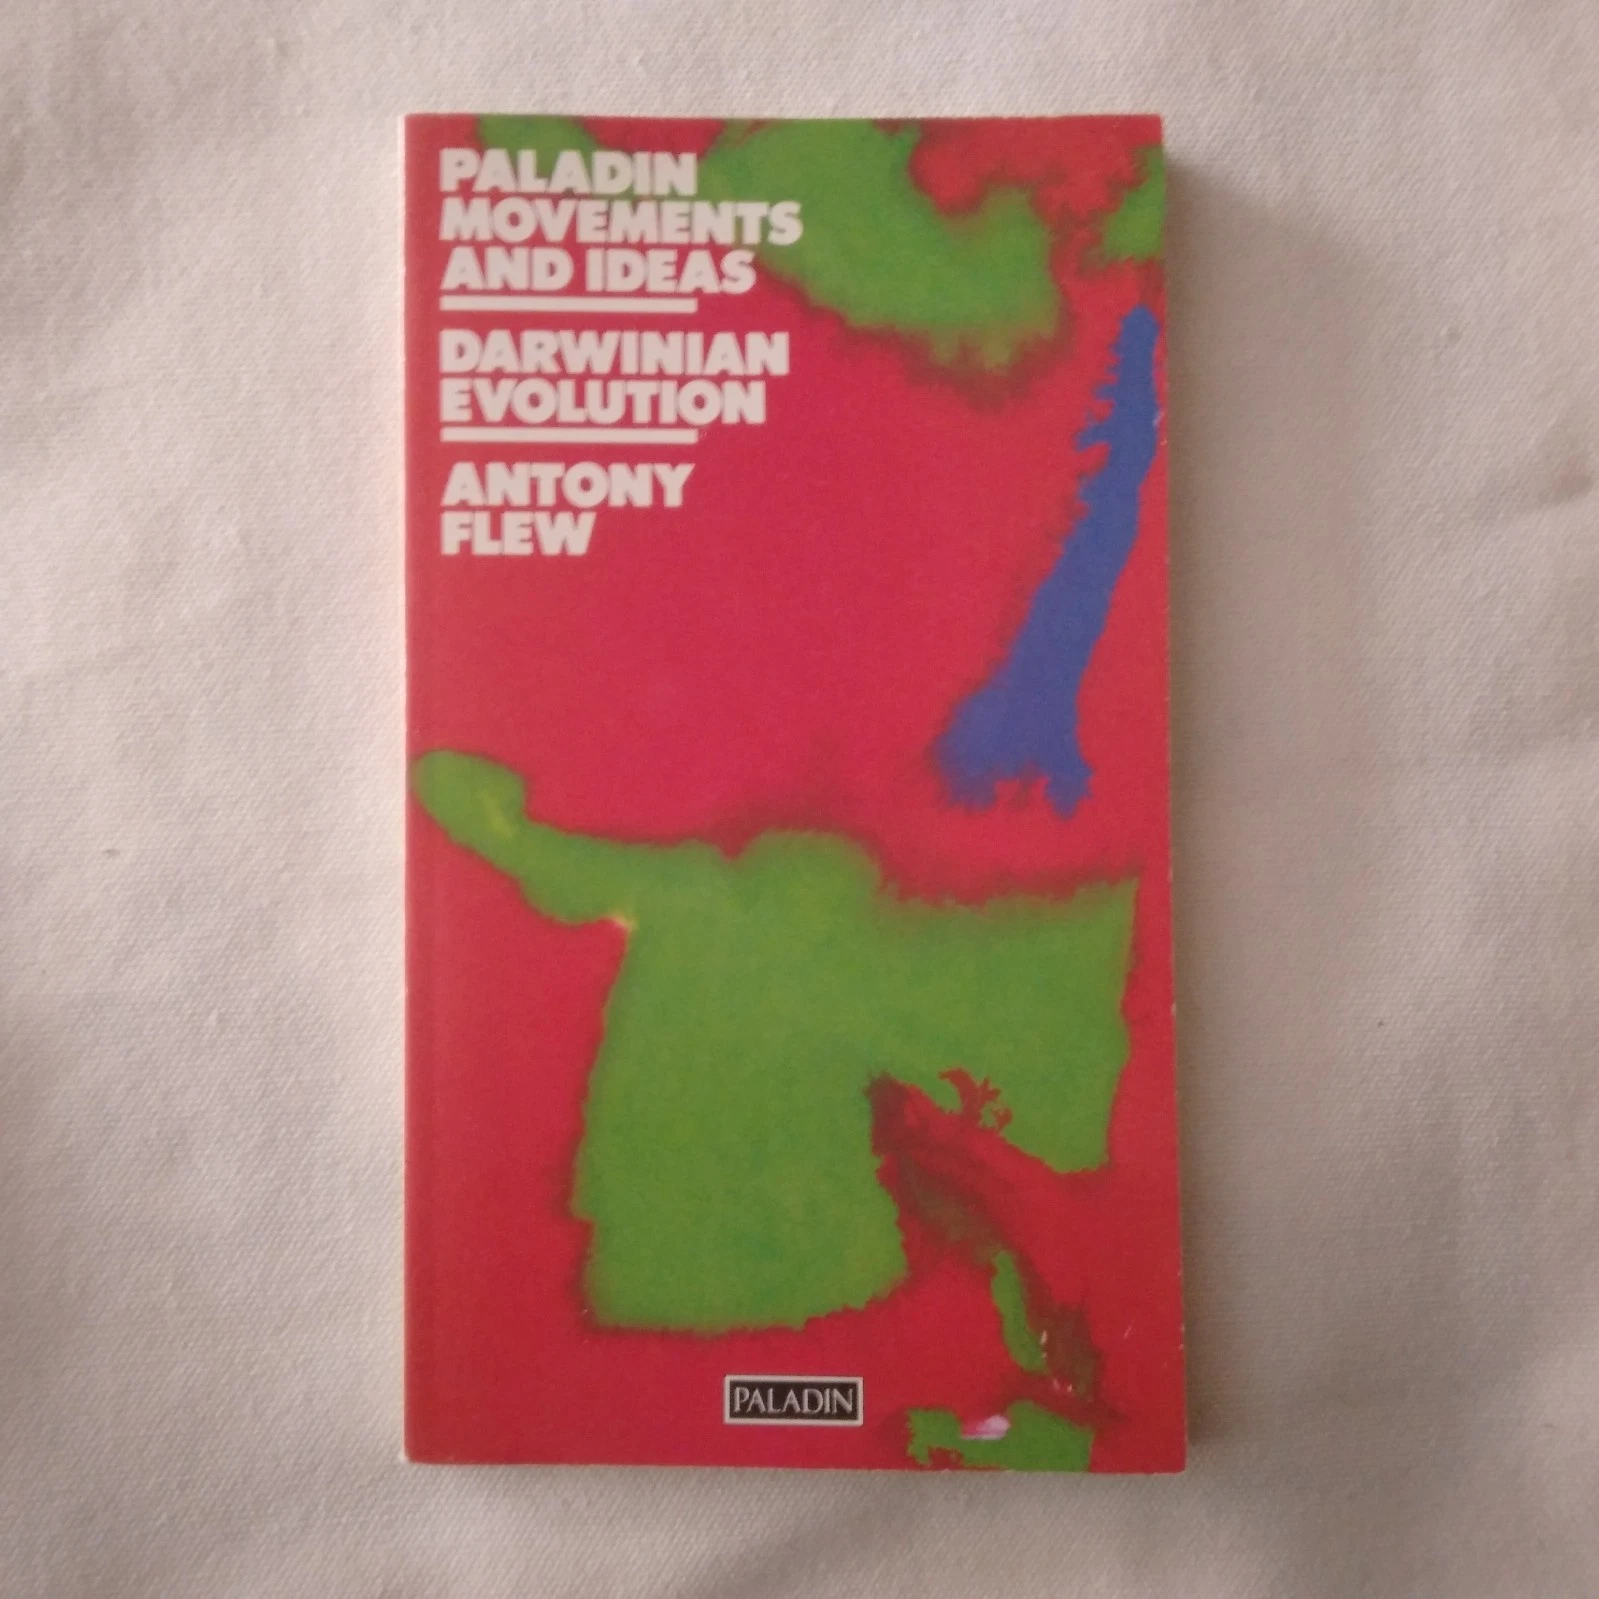 PALADIN
MOVEMENTS
AND IDEAS
DARWINIAN
EVOLUTION
ANTONY
FLEW
PALADIN